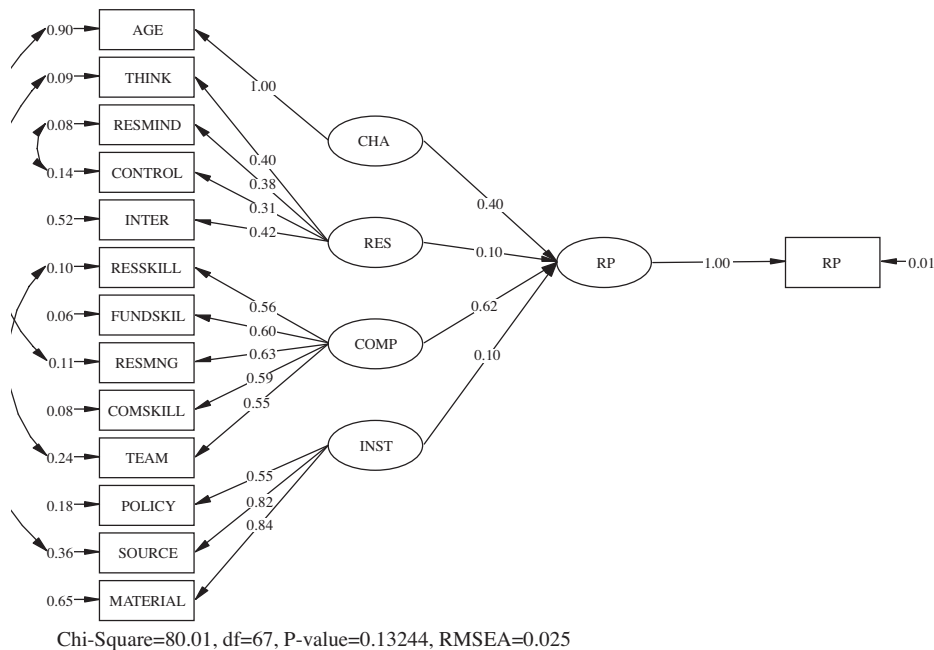 0.90 AGE
0.09 THINK
1.00
0.08 RESMIND
CHA
0.40
0.14 CONTROL
0.38
0.31
0.40
0.52 INTER
0.42
RES
0.10
RP
1.00
RP
0.01
0.10 RESSKILL
0.56
0.62
0.06 FUNDSKIL
0.60
COMP
0.11 RESMNG
0.63
0.10
0.59
0.08 COMSKILL
0.55
INST
0.24 TEAM
0.55
0.18 POLICY
0.82
0.84
0.36 SOURCE
0.65 MATERIAL
Chi-Square=80.01, df=67, P-value=0.13244, RMSEA=0.025